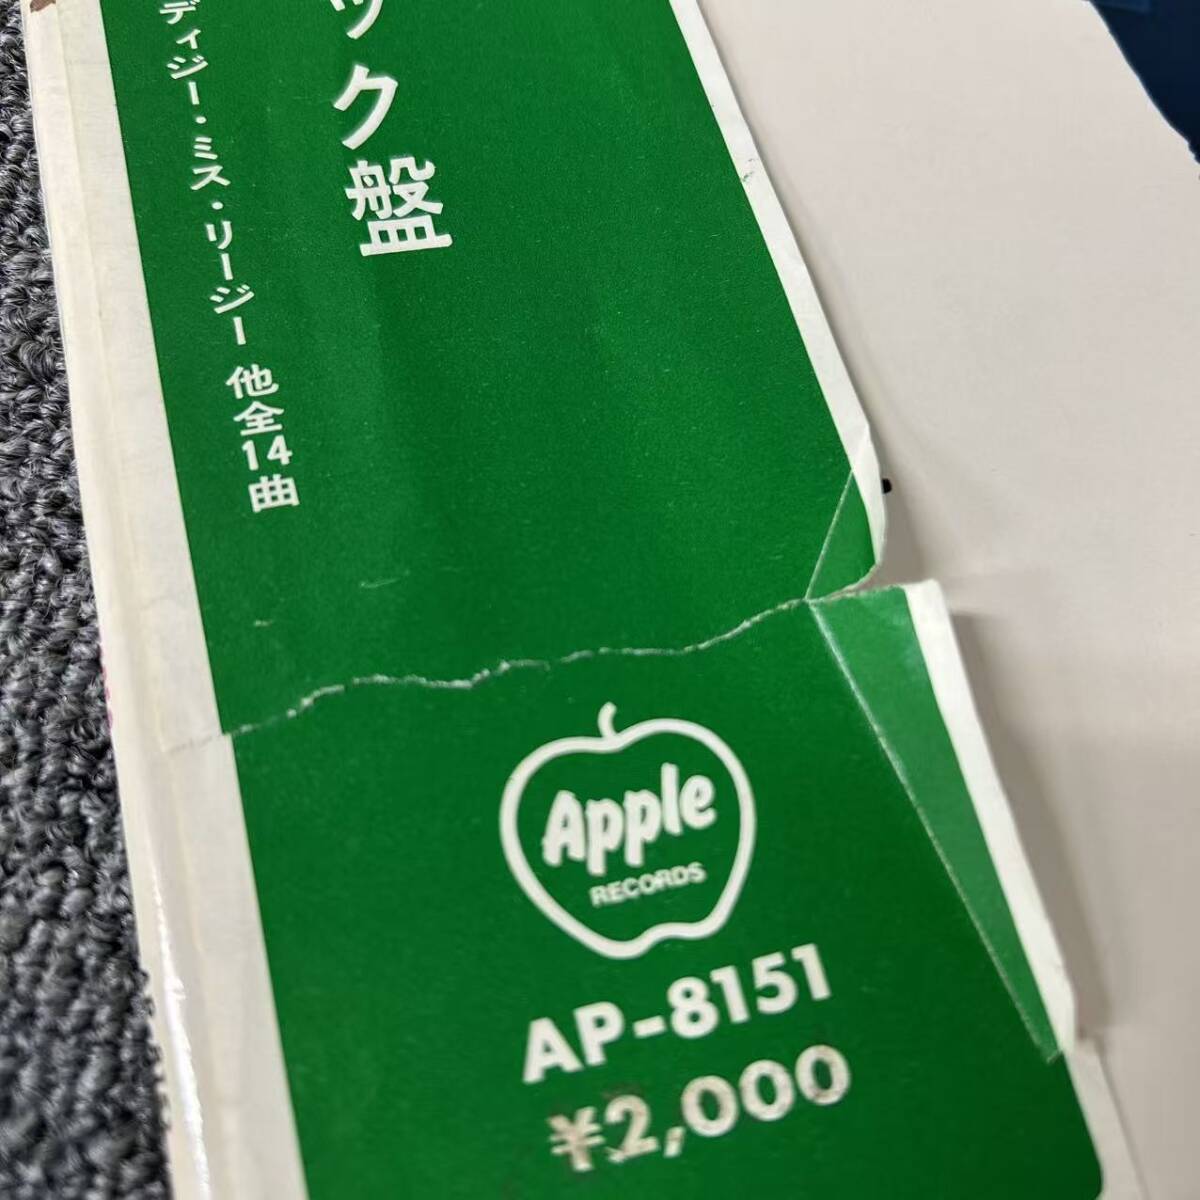 ック盤
ディジー・ミス・リージー 他全14曲
Apple
RECORDS
AP-8151
¥2,000